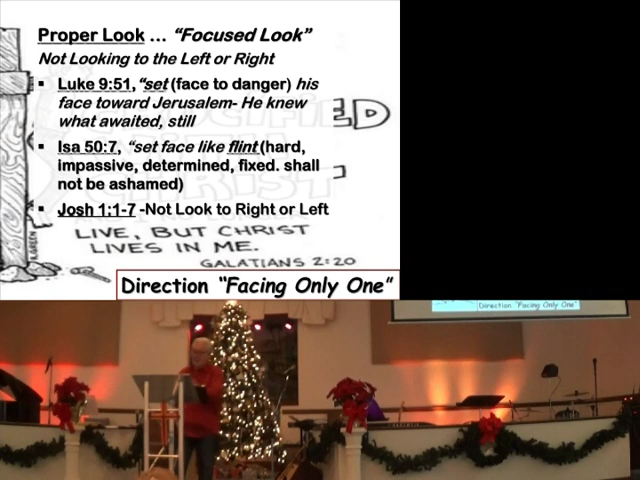 Proper Look ... “Focused Look”
Not Looking to the Left or Right
▪ Luke 9:51, “set (face to danger) his
face toward Jerusalem- He knew
what awaited, still
▪ Isa 50:7, “set face like flint (hard,
impassive, determined, fixed. shall
not be ashamed)
▪ Josh 1:1-7 -Not Look to Right or Left
LIVE, BUT CHRIST
LIVES IN ME.
GALATIANS 2:20
Direction “Facing Only One”
Direction “Facing Only One”